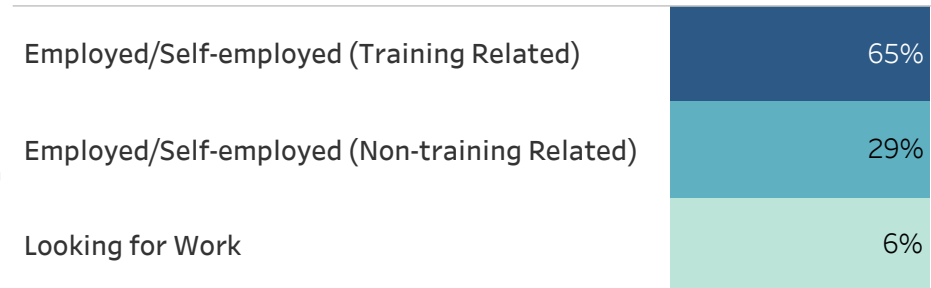 Employed/Self-employed (Training Related) 65%
Employed/Self-employed (Non-training Related) 29%
Looking for Work 6%